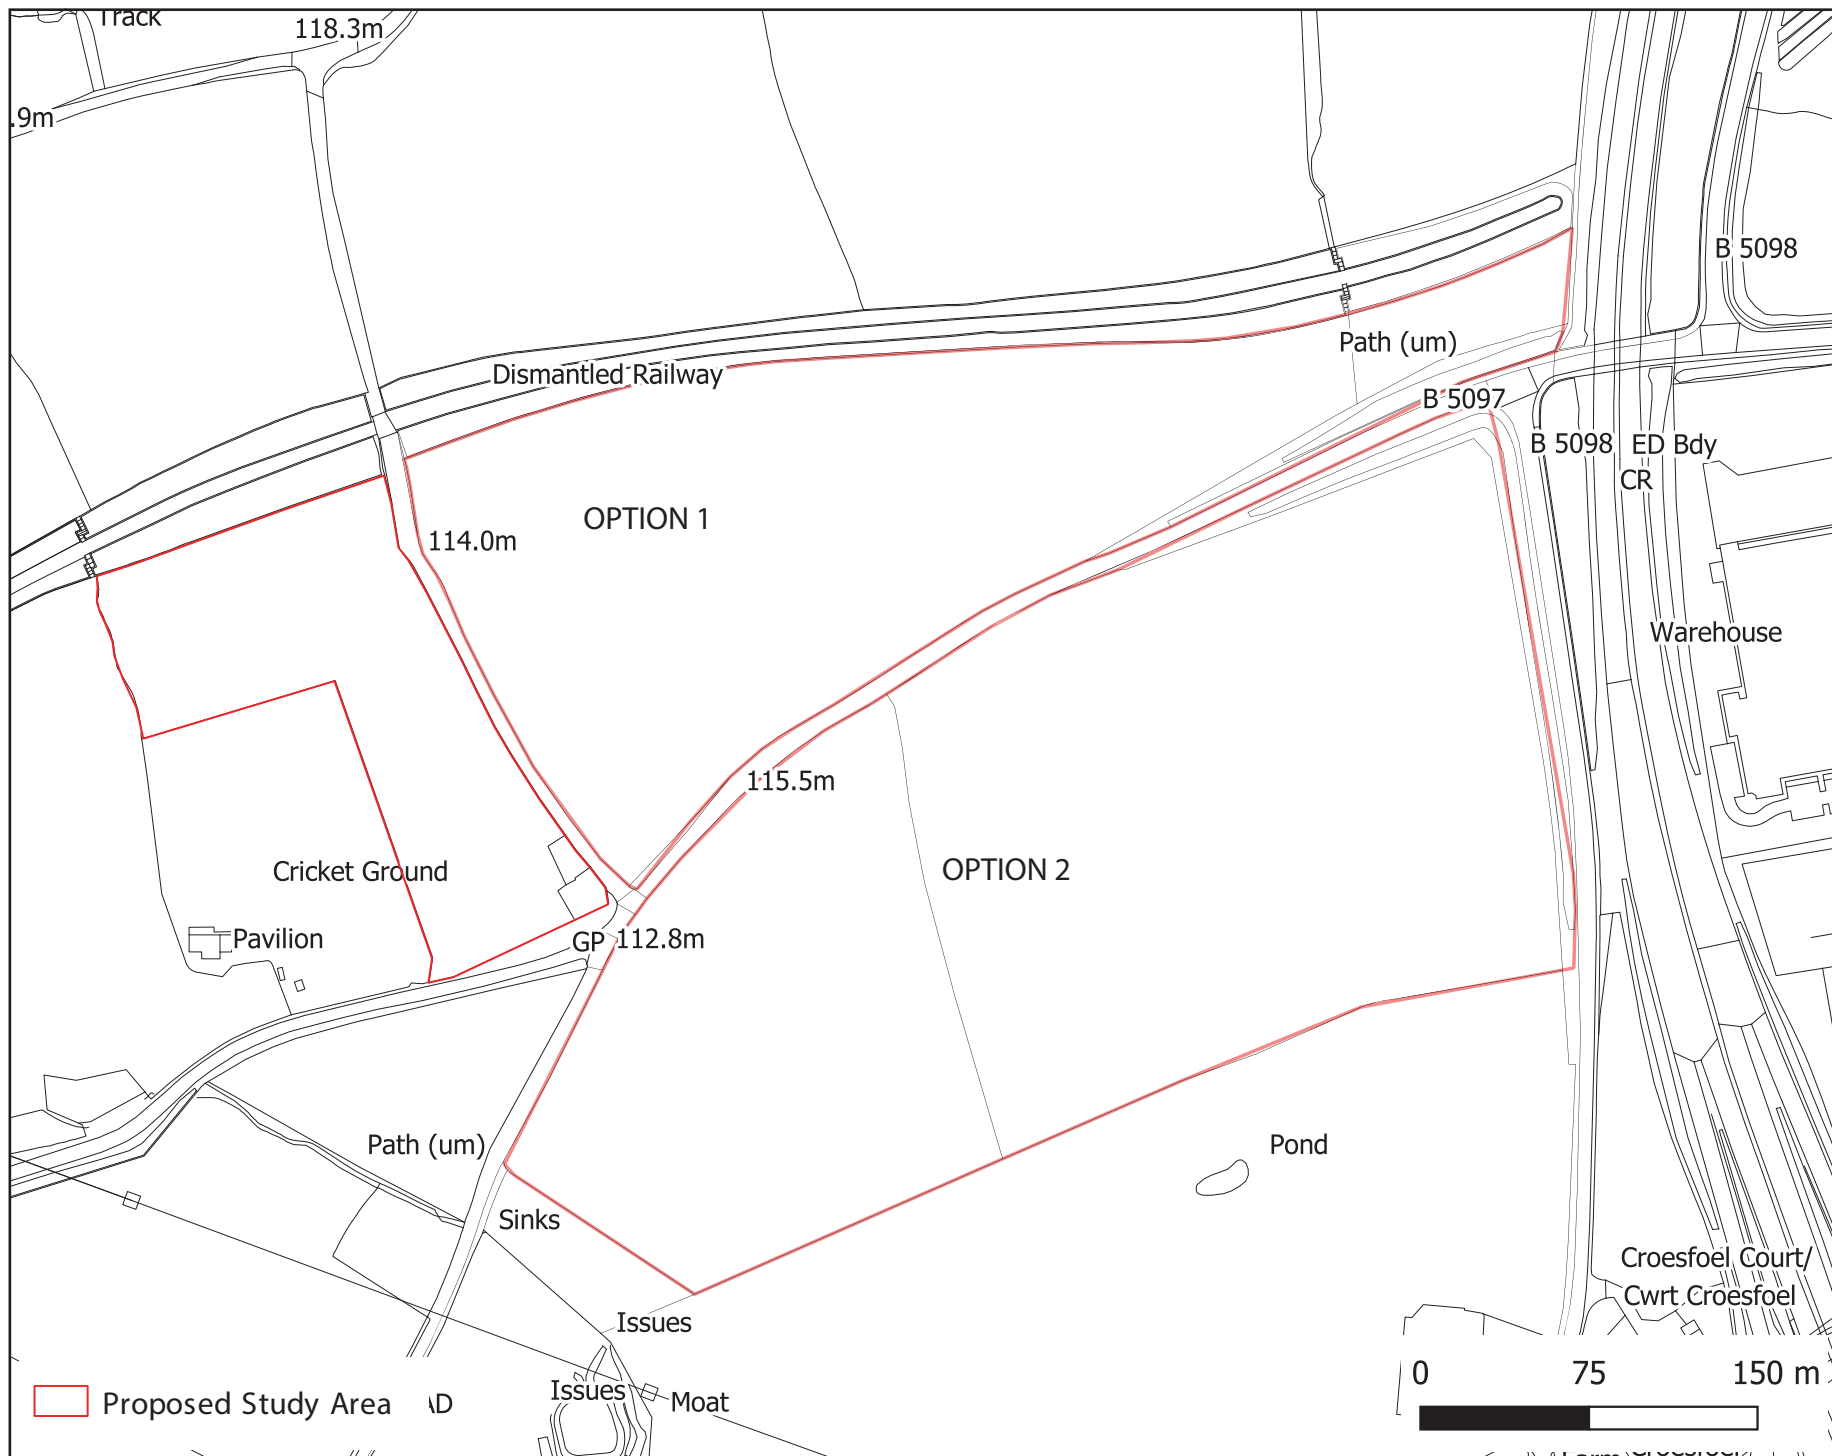 Track
118.3m
.9m
B 5098
Path (um)
Dismantled Railway
B 5097
B 5098
ED Bdy
CR
OPTION 1
114.0m
Warehouse
115.5m
Cricket Ground
OPTION 2
Pavilion
GP
112.8m
Path (um)
Pond
Sinks
Croesfoel Court/
Cwrt Croesfoel
Issues
0 75 150 m
Issues
Moat
Proposed Study Area